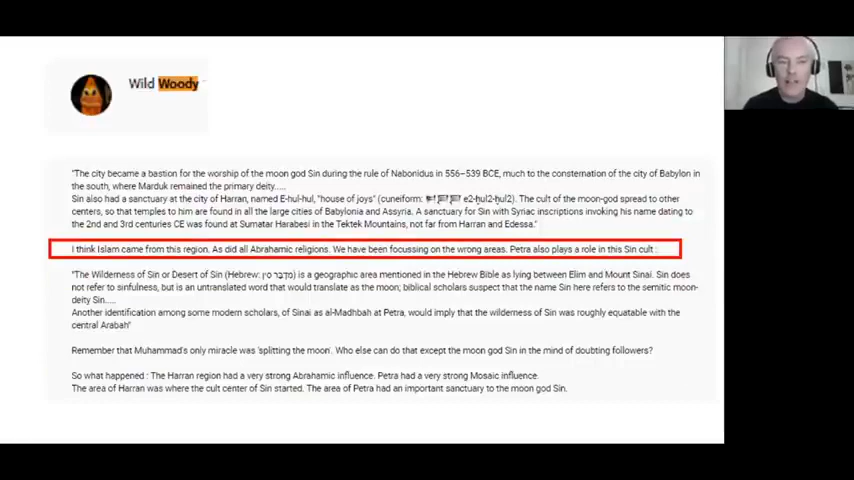 Wild Woody
"The city became a bastion for the worship of the moon god Sin during the rule of Nabonidus in 556–539 BCE, much to the consternation of the city of Babylon in
the south, where Marduk remained the primary deity.....
Sin also had a sanctuary at the city of Harran, named E-hul-hul, "house of joys" (cuneiform: e2-ḫul2-ḫul2). The cult of the moon-god spread to other
centers, so that temples to him are found in all the large cities of Babylonia and Assyria. A sanctuary for Sin with Syriac inscriptions invoking his name dating to
the 2nd and 3rd centuries CE was found at Sumatar Harabesi in the Tektek Mountains, not far from Harran and Edessa."
I think Islam came from this region. As did all Abrahamic religions. We have been focussing on the wrong areas. Petra also plays a role in this Sin cult :
"The Wilderness of Sin or Desert of Sin (Hebrew: מִדְבַּר סִין) is a geographic area mentioned in the Hebrew Bible as lying between Elim and Mount Sinai. Sin does
not refer to sinfulness, but is an untranslated word that would translate as the moon; biblical scholars suspect that the name Sin here refers to the semitic moon-
deity Sin.....
Another identification among some modern scholars, of Sinai as al-Madhbah at Petra, would imply that the wilderness of Sin was roughly equatable with the
central Arabah"
Remember that Muhammad's only miracle was 'splitting the moon'. Who else can do that except the moon god Sin in the mind of doubting followers?
So what happened : The Harran region had a very strong Abrahamic influence. Petra had a very strong Mosaic influence.
The area of Harran was where the cult center of Sin started. The area of Petra had an important sanctuary to the moon god Sin.